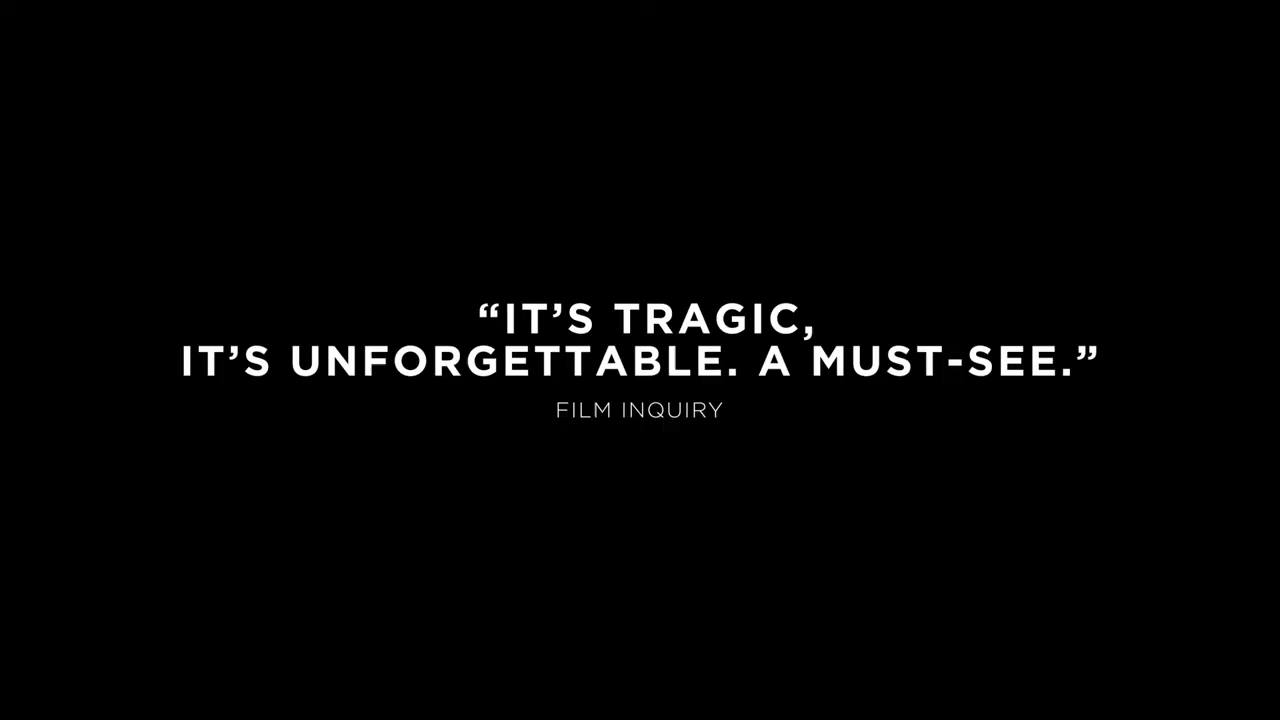 “IT’S TRAGIC,
IT’S UNFORGETTABLE. A MUST-SEE.”
FILM INQUIRY